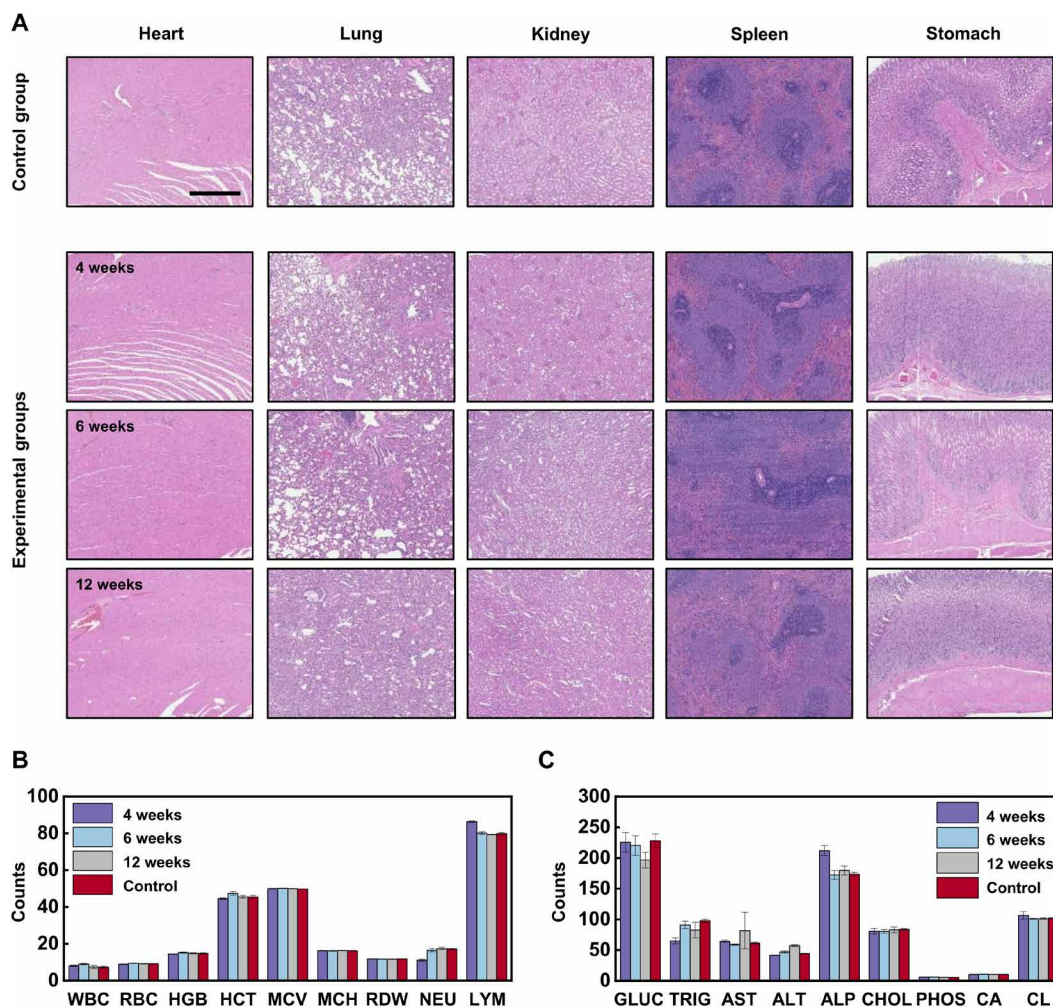 A
Heart Lung Kidney Spleen Stomach
Control group
Experimental groups
4 weeks
6 weeks
12 weeks
B
Counts
100
80
60
40
20
0
4 weeks
6 weeks
12 weeks
Control
WBC RBC HGB HCT MCV MCH RDW NEU LYM
C
Counts
300
250
200
150
100
50
0
4 weeks
6 weeks
12 weeks
Control
GLUC TRIG AST ALT ALP CHOL PHOS CA CL